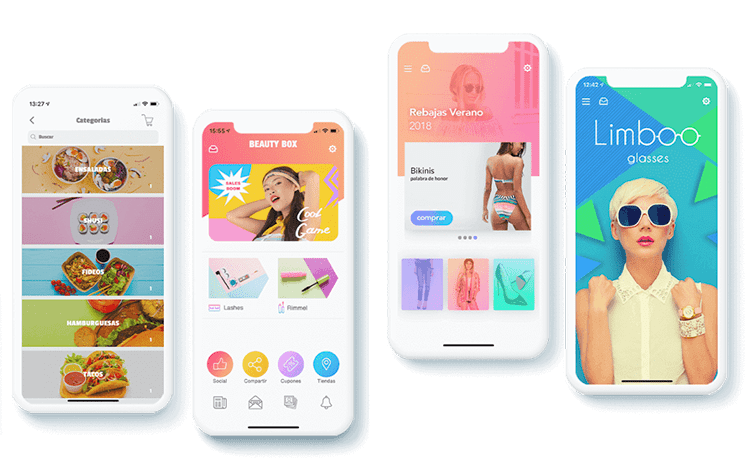 13:27
Categorias
Buscar
ENSALADAS
SUSHI
FIDEOS
HAMBURGUESAS
TACOS
15:55
BEAUTY BOX
SALES
ROOM
Cool
Game
Lashes
Rimmel
Social
Compartir
Cupones
Tiendas
Rebajas Verano
2018
Bikinis
palabra de honor
comprar
12:42
Limboo
glasses